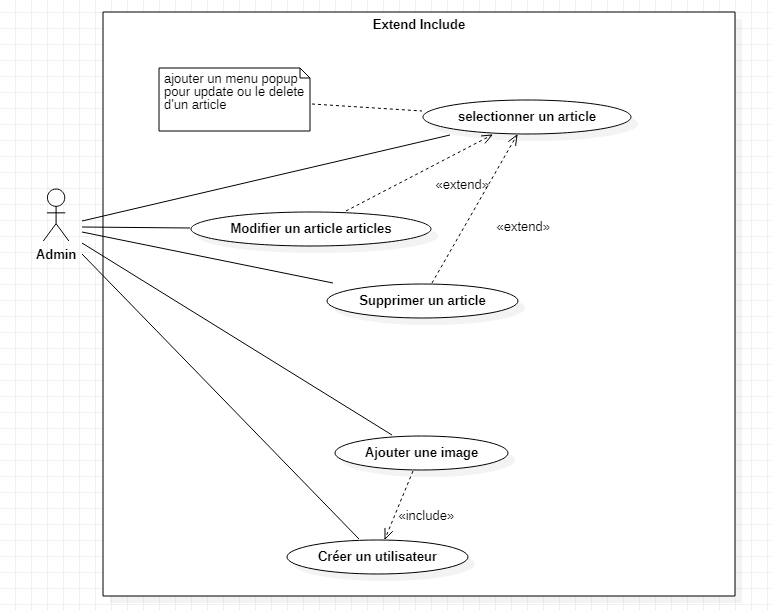 Extend Include
ajouter un menu popup
pour update ou le delete
d'un article
selectionner un article
«extend»
Modifier un article articles
«extend»
Admin
Supprimer un article
Ajouter une image
«include»
Créer un utilisateur